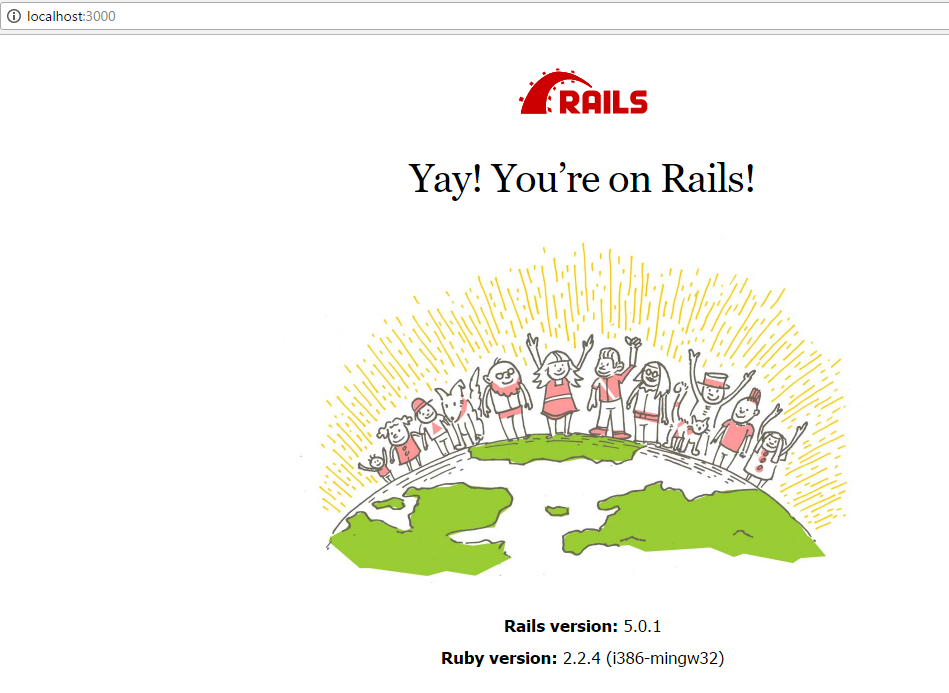 localhost:3000
RAILS
Yay! You’re on Rails!
Rails version: 5.0.1
Ruby version: 2.2.4 (i386-mingw32)